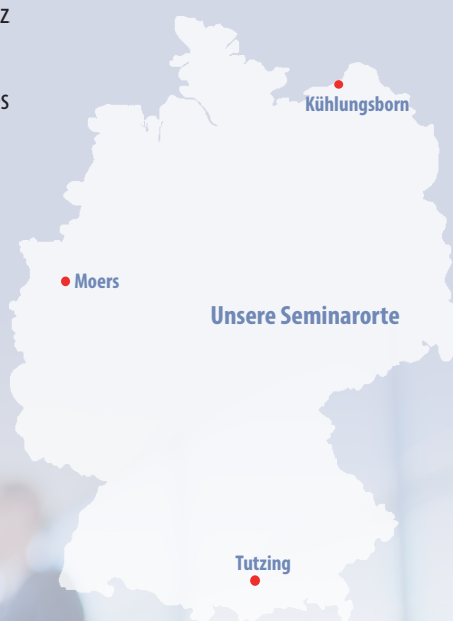 Z
S
Kühlungsborn
Moers
Unsere Seminarorte
Tutzing